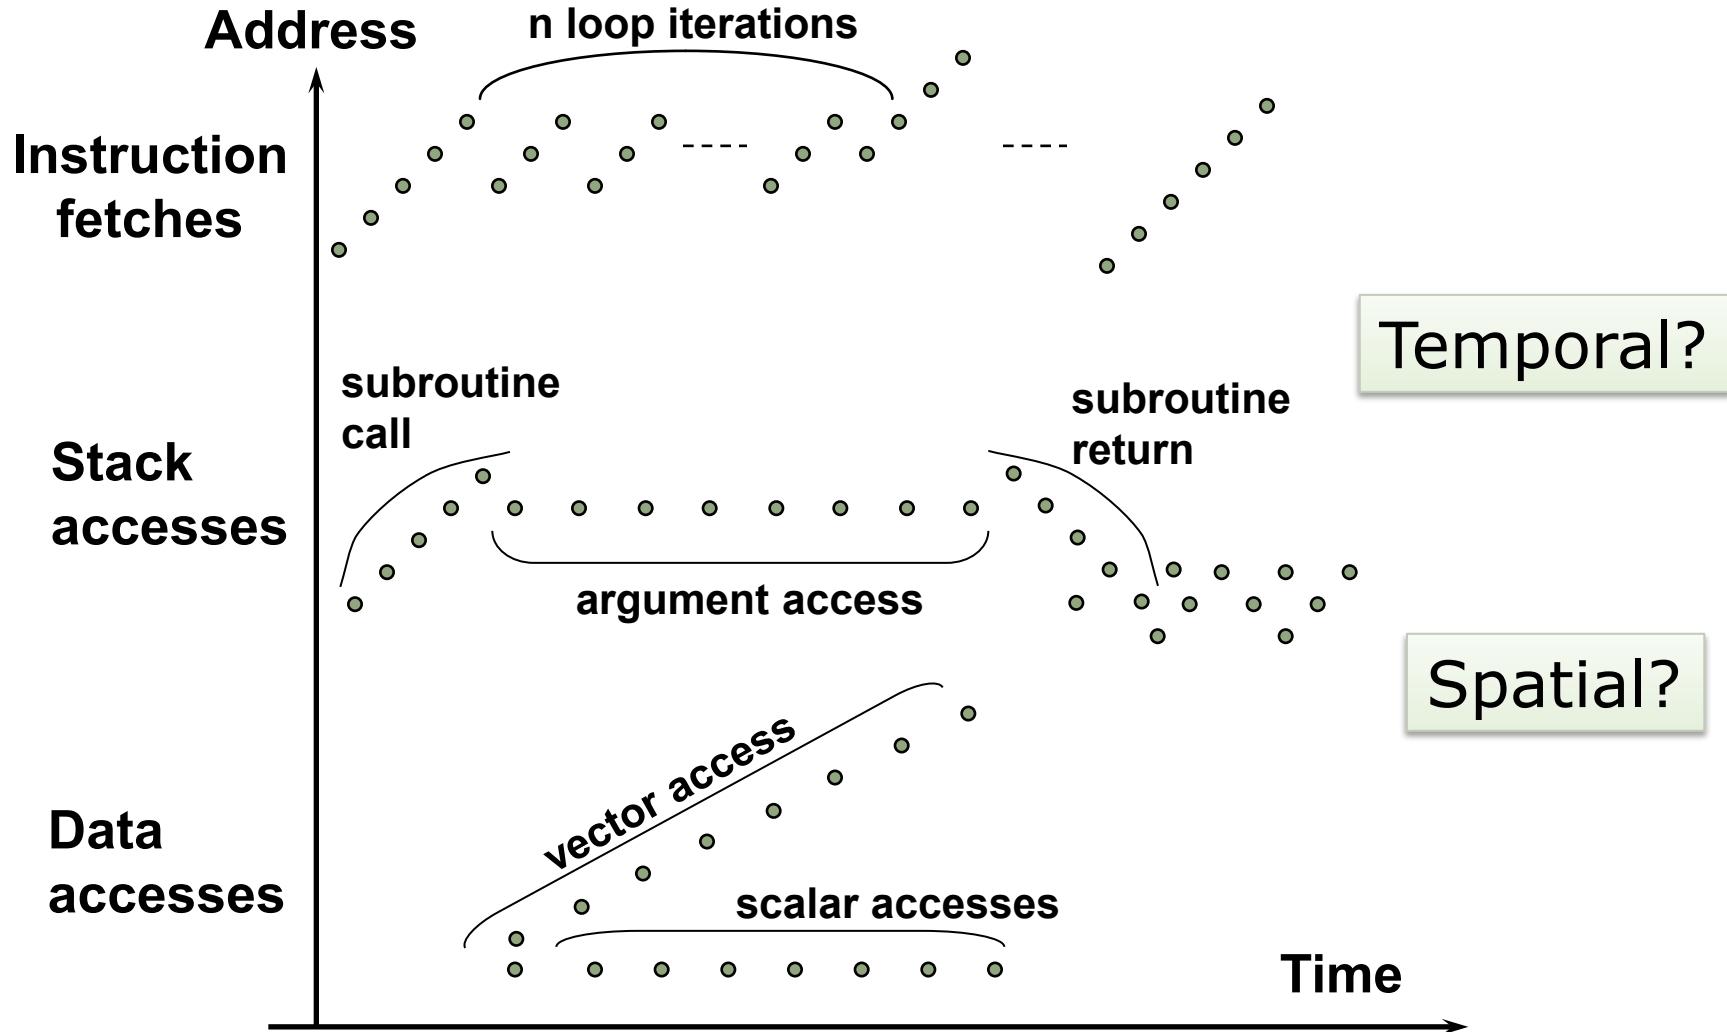 Address
n loop iterations
Instruction
fetches
Temporal?
subroutine
call
subroutine
return
Stack
accesses
argument access
Spatial?
vector access
Data
accesses
scalar accesses
Time